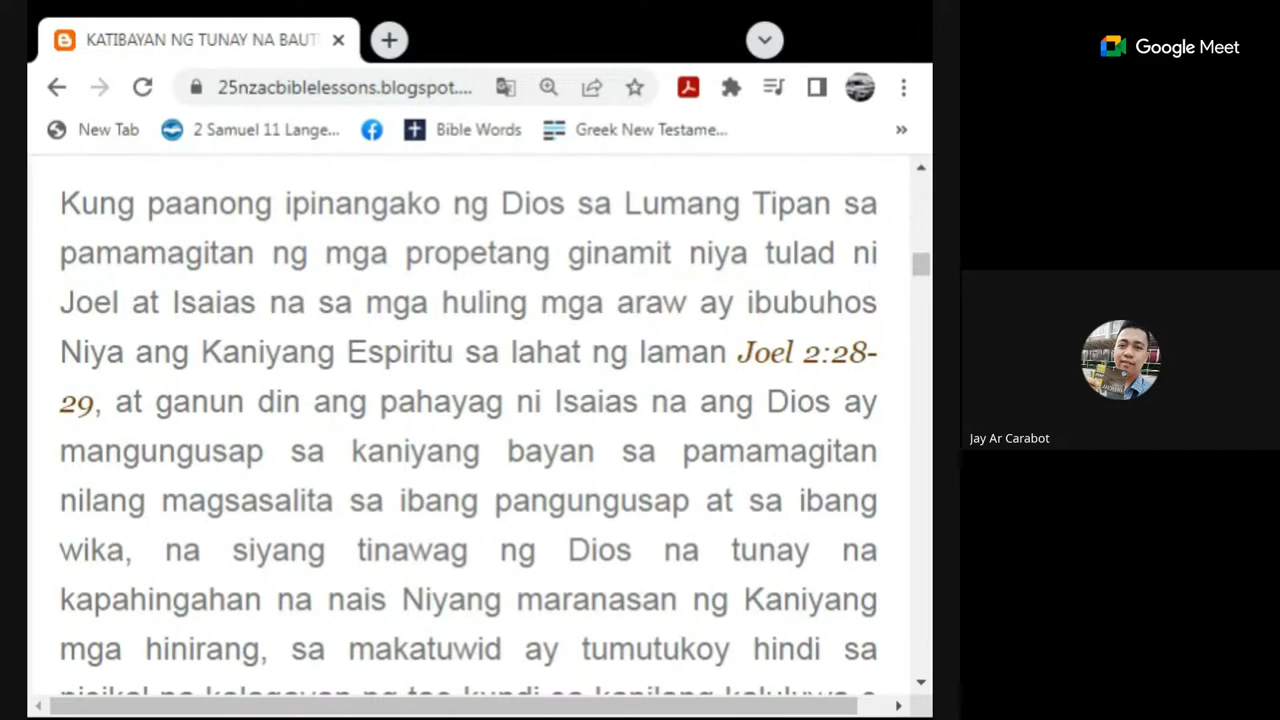 KATIBAYAN NG TUNAY NA BAUT
Google Meet
25nzacbiblelessons.blogspot....
New Tab
2 Samuel 11 Lange...
Bible Words
Greek New Testame...
»
Kung paanong ipinangako ng Dios sa Lumang Tipan sa
pamamagitan ng mga propetang ginamit niya tulad ni
Joel at Isaias na sa mga huling mga araw ay ibubuhos
Niya ang Kaniyang Espiritu sa lahat ng laman Joel 2:28-
29, at ganun din ang pahayag ni Isaias na ang Dios ay
mangungusap sa kaniyang bayan sa pamamagitan
nilang magsasalita sa ibang pangungusap at sa ibang
wika, na siyang tinawag ng Dios na tunay na
kapahingahan na nais Niyang maranasan ng Kaniyang
mga hinirang, sa makatuwid ay tumutukoy hindi sa
Jay Ar Carabot